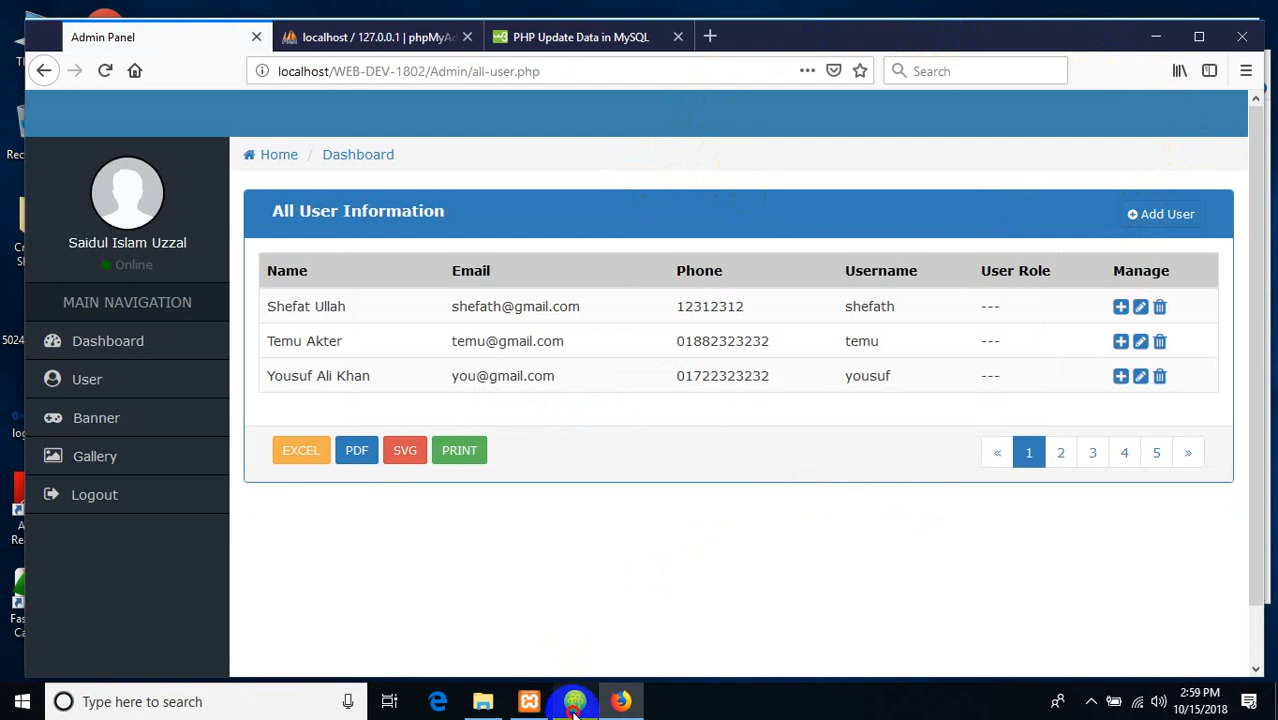 Admin Panel
localhost / 127.0.0.1 | phpMyAd
PHP Update Data in MySQL
localhost/WEB-DEV-1802/Admin/all-user.php
Search
Home / Dashboard
Saidul Islam Uzzal
Online
MAIN NAVIGATION
Dashboard
User
Banner
Gallery
Logout
All User Information
Add User
Name Email Phone Username User Role Manage
Shefat Ullah shefath@gmail.com 12312312 shefath ---
Temu Akter temu@gmail.com 01882323232 temu ---
Yousuf Ali Khan you@gmail.com 01722323232 yousuf ---
EXCEL PDF SVG PRINT
« 1 2 3 4 5 »
Type here to search
2:59 PM
10/15/2018